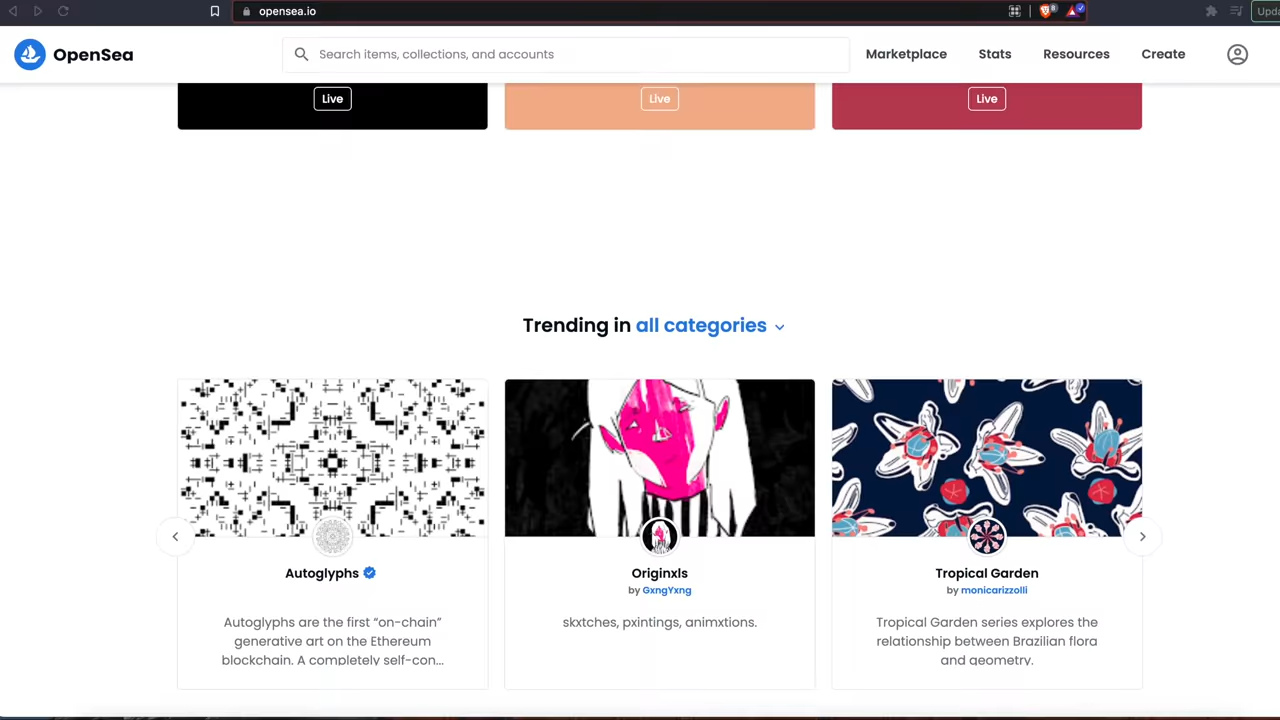 opensea.io
8
Upda
OpenSea
Search items, collections, and accounts
Marketplace
Stats
Resources
Create
Live
Live
Live
Trending in all categories
Autoglyphs
Autoglyphs are the first “on-chain”
generative art on the Ethereum
blockchain. A completely self-con...
Originxls
by GxngYxng
skxtches, pxintings, animxtions.
Tropical Garden
by monicarizzolli
Tropical Garden series explores the
relationship between Brazilian flora
and geometry.